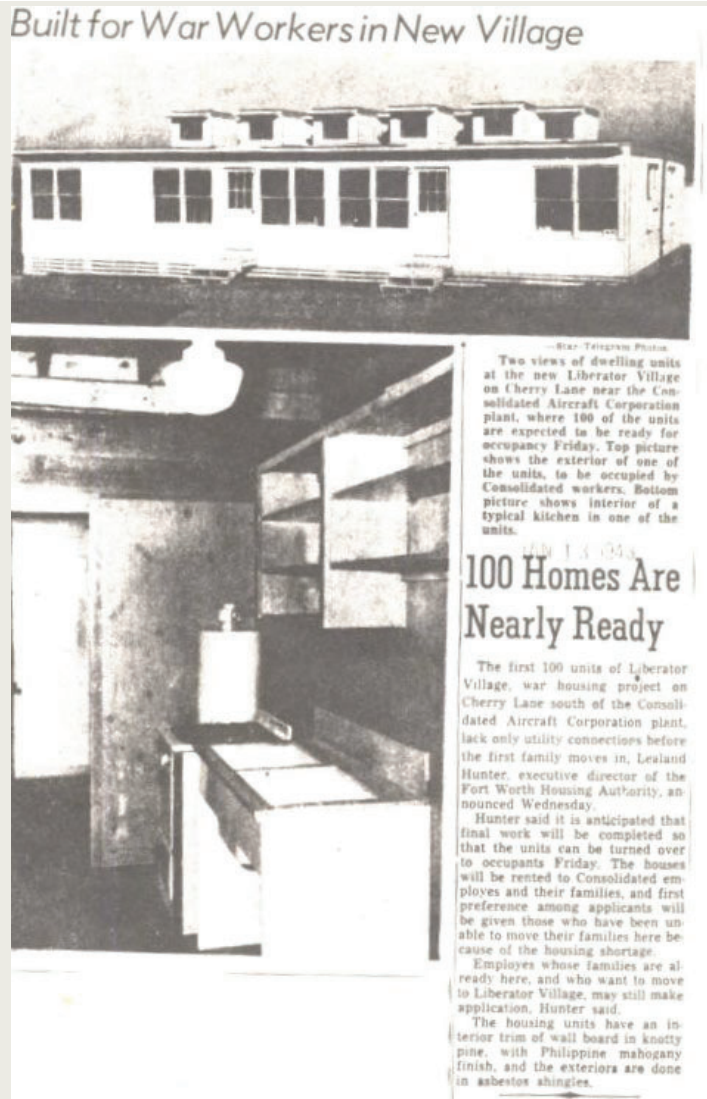 Built for War Workers in New Village
—Star-Telegram Photos
Two views of dwelling units
at the new Liberator Village
on Cherry Lane near the Con-
solidated Aircraft Corporation
plant, where 100 of the units
are expected to be ready for
occupancy Friday. Top picture
shows the exterior of one of
the units, to be occupied by
Consolidated workers. Bottom
picture shows interior of a
typical kitchen in one of the
units.
JAN 13 1943
100 Homes Are
Nearly Ready
The first 100 units of Liberator
Village, war housing project on
Cherry Lane south of the Consoli-
dated Aircraft Corporation plant,
lack only utility connections before
the first family moves in, Lealand
Hunter, executive director of the
Fort Worth Housing Authority, an-
nounced Wednesday.
Hunter said it is anticipated that
final work will be completed so
that the units can be turned over
to occupants Friday. The houses
will be rented to Consolidated em-
ployes and their families, and first
preference among applicants will
be given those who have been un-
able to move their families here be-
cause of the housing shortage.
Employes whose families are al-
ready here, and who want to move
to Liberator Village, may still make
application, Hunter said.
The housing units have an in-
terior trim of wall board in knotty
pine, with Philippine mahogany
finish, and the exteriors are done
in asbestos shingles.